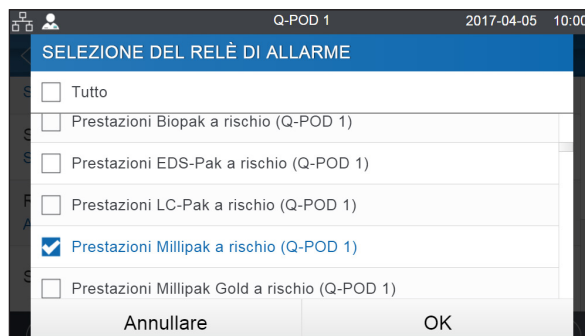 Q-POD 1 2017-04-05 10:00
SELEZIONE DEL RELÈ DI ALLARME
Tutto
Prestazioni Biopak a rischio (Q-POD 1)
Prestazioni EDS-Pak a rischio (Q-POD 1)
Prestazioni LC-Pak a rischio (Q-POD 1)
Prestazioni Millipak a rischio (Q-POD 1)
Prestazioni Millipak Gold a rischio (Q-POD 1)
Annullare OK